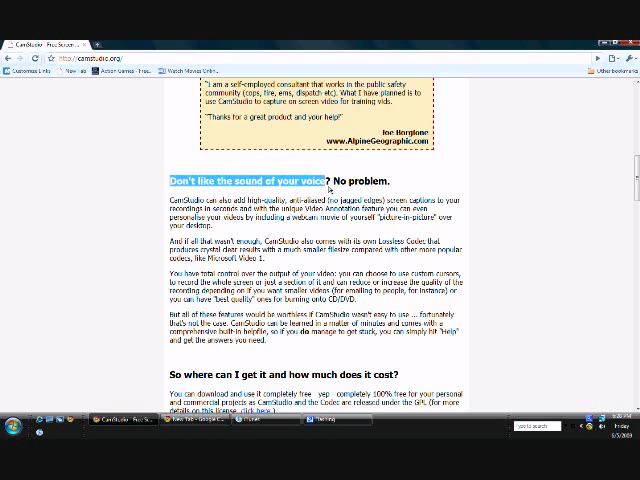 CamStudio - Free Screen ...
http://camstudio.org/
Customize Links
New Tab
Action Games - Free...
Watch Movies Onlin...
Other bookmarks
"I am a self-employed consultant that works in the public safety
community (cops, fire, ems, dispatch etc). What I have planned is to
use CamStudio to capture on screen video for training vids.
"Thanks for a great product and your help!"
Joe Borgione
www.AlpineGeographic.com
Don't like the sound of your voice? No problem.
CamStudio can also add high-quality, anti-aliased (no jagged edges) screen captions to your
recordings in seconds and with the unique Video Annotation feature you can even
personalise your videos by including a webcam movie of yourself "picture-in-picture" over
your desktop.
And if all that wasn't enough, CamStudio also comes with its own Lossless Codec that
produces crystal clear results with a much smaller filesize compared with other more popular
codecs, like Microsoft Video 1.
You have total control over the output of your video: you can choose to use custom cursors,
to record the whole screen or just a section of it and can reduce or increase the quality of the
recording depending on if you want smaller videos (for emailing to people, for instance) or
you can have "best quality" ones for burning onto CD/DVD.
But all of these features would be worthless if CamStudio wasn't easy to use ... fortunately
that's not the case. CamStudio can be learned in a matter of minutes and comes with a
comprehensive built-in helpfile, so if you do manage to get stuck, you can simply hit "Help"
and get the answers you need.
So where can I get it and how much does it cost?
You can download and use it completely free - yep - completely 100% free for your personal
and commercial projects as CamStudio and the Codec are released under the GPL (for more
details on this license, click here.)
CamStudio - Free Sc...
New Tab - Google C...
iTunes
type to search
6:28 PM
Friday
6/5/2009